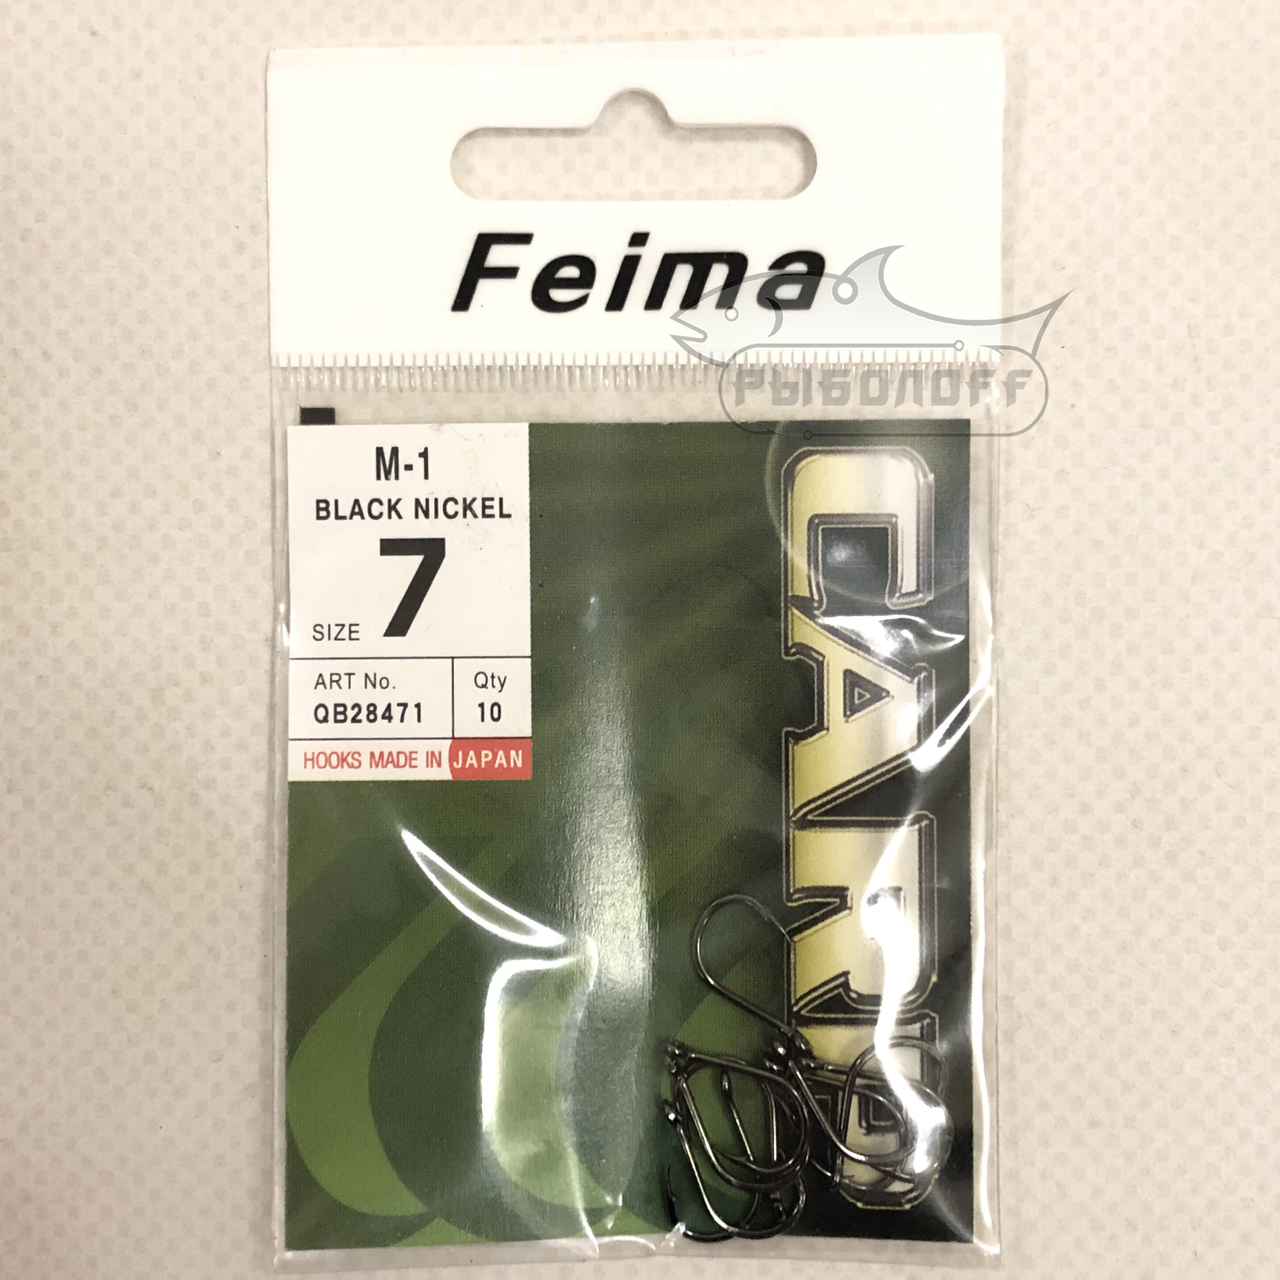 Feima
РЫБОЛОFF
M-1
BLACK NICKEL
SIZE 7
ART No. Qty
QB28471 10
HOOKS MADE IN JAPAN
CARP